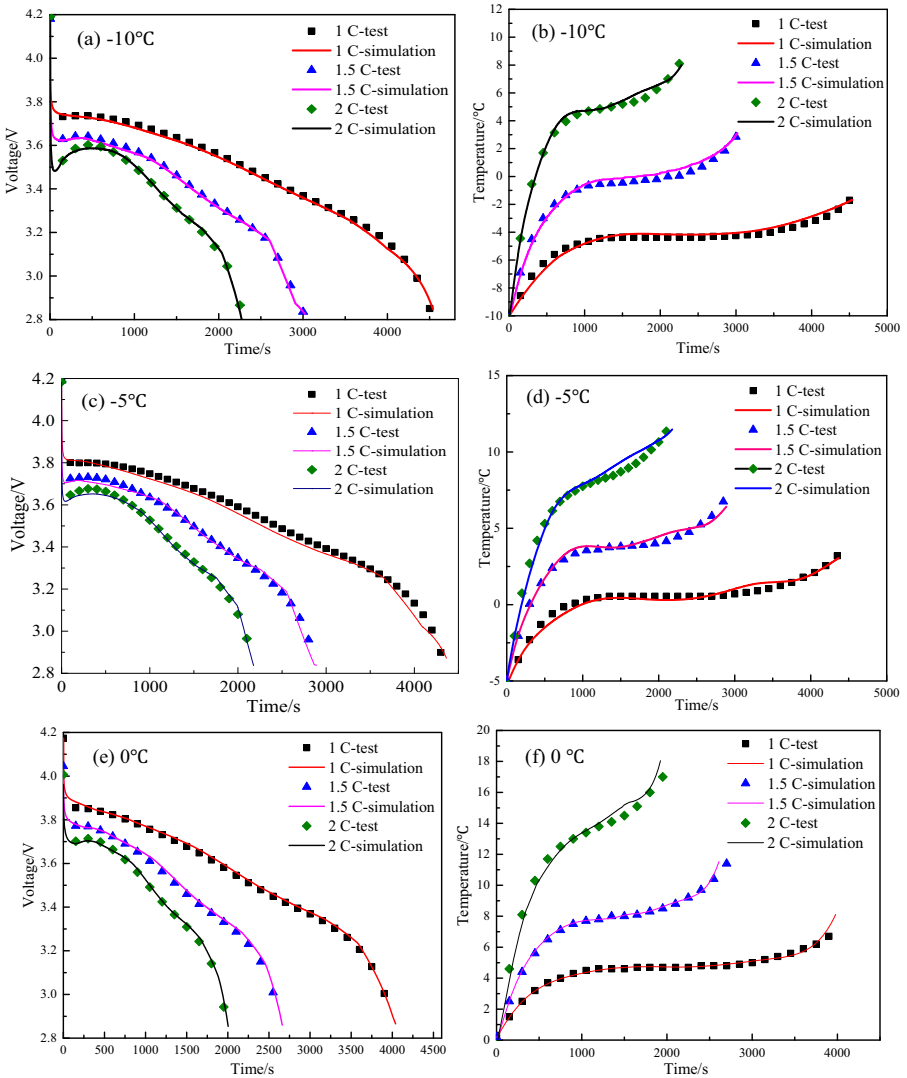 (a) -10℃
1 C-test
1 C-simulation
1.5 C-test
1.5 C-simulation
2 C-test
2 C-simulation
4.2
4.0
3.8
3.6
3.4
3.2
3.0
2.8
Voltage/V
0 1000 2000 3000 4000
Time/s
(b) -10℃
1 C-test
1 C-simulation
1.5 C-test
1.5 C-simulation
2 C-test
2 C-simulation
12
10
8
6
4
2
0
-2
-4
-6
-8
-10
Temperature/℃
0 1000 2000 3000 4000 5000
Time/s
(c) -5℃
1 C-test
1 C-simulation
1.5 C-test
1.5 C-simulation
2 C-test
2 C-simulation
4.2
4.0
3.8
3.6
3.4
3.2
3.0
2.8
Voltage/V
0 1000 2000 3000 4000
Time/s
(d) -5℃
1 C-test
1 C-simulation
1.5 C-test
1.5 C-simulation
2 C-test
2 C-simulation
15
10
5
0
-5
Temperature/℃
0 1000 2000 3000 4000 5000
Time/s
(e) 0℃
1 C-test
1 C-simulation
1.5 C-test
1.5 C-simulation
2 C-test
2 C-simulation
4.2
4.0
3.8
3.6
3.4
3.2
3.0
2.8
Voltage/V
0 500 1000 1500 2000 2500 3000 3500 4000 4500
Time/s
(f) 0 ℃
1 C-test
1 C-simulation
1.5 C-test
1.5 C-simulation
2 C-test
2 C-simulation
18
16
14
12
10
8
6
4
2
0
Temperature/℃
0 1000 2000 3000 4000 5000
Time/s